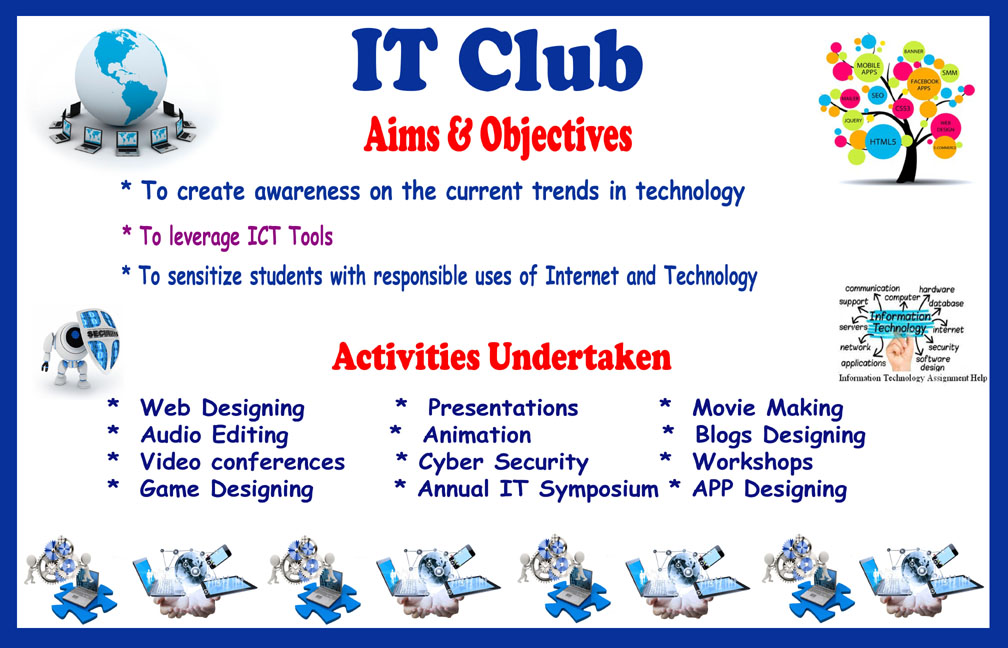 IT Club
Aims & Objectives
* To create awareness on the current trends in technology
* To leverage ICT Tools
* To sensitize students with responsible uses of Internet and Technology
BANNER
MOBILE APPS
SMM
FACEBOOK APPS
SEO
CSS3
JQUERY
WEB DESIGN
HTML5
E-COMMERCE
SECURITY
communication
hardware
support
computer
database
Information
Technology
servers
internet
network
security
applications
software
design
Information Technology Assignment Help
Activities Undertaken
* Web Designing * Presentations * Movie Making
* Audio Editing * Animation * Blogs Designing
* Video conferences * Cyber Security * Workshops
* Game Designing * Annual IT Symposium * APP Designing